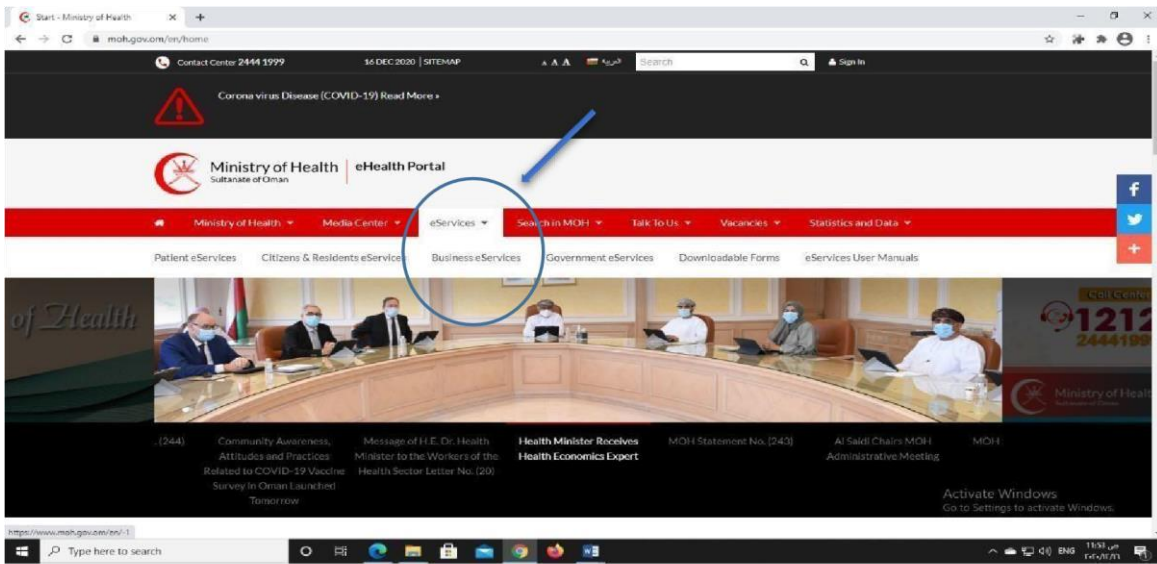 Start - Ministry of Health
moh.gov.om/en/home
Contact Center 2444 1999 16 DEC 2020 | SITEMAP A A A العربية Search Sign In
Corona virus Disease (COVID-19) Read More »
Ministry of Health eHealth Portal
Sultanate of Oman
Ministry of Health Media Center eServices Search in MOH Talk To Us Vacancies Statistics and Data
Patient eServices Citizens & Residents eServices Business eServices Government eServices Downloadable Forms eServices User Manuals
of Health
Call Center
1212
24441999
Ministry of Healt
. (244) Community Awareness, Message of H.E. Dr. Health Health Minister Receives MOH Statement No. (243) Al Saidi Chairs MOH MOH
Attitudes and Practices Minister to the Workers of the Health Economics Expert Administrative Meeting
Related to COVID-19 Vaccine Health Sector Letter No. (20)
Survey in Oman Launched
Tomorrow
Activate Windows
Go to Settings to activate Windows.
https://www.moh.gov.om/en/-1
Type here to search ENG 11:53 ص